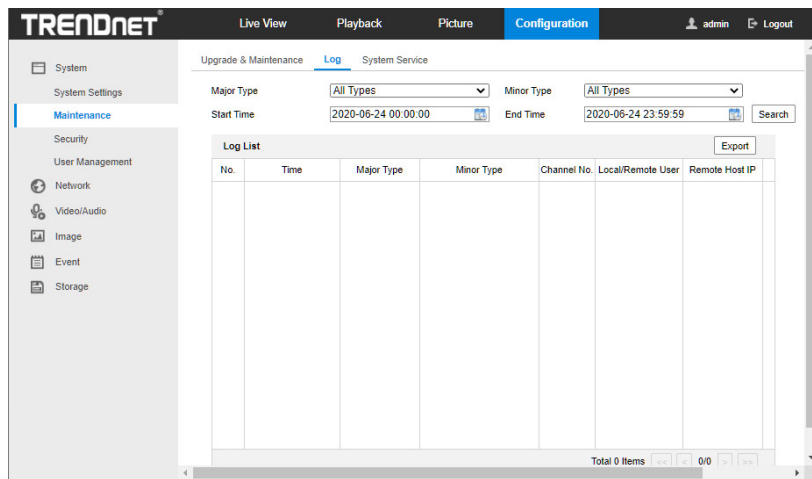 TRENDNET®
Live View Playback Picture Configuration admin Logout
System
System Settings
Maintenance
Security
User Management
Network
Video/Audio
Image
Event
Storage
Upgrade & Maintenance Log System Service
Major Type All Types Minor Type All Types
Start Time 2020-06-24 00:00:00 End Time 2020-06-24 23:59:59 Search
Log List Export
No. Time Major Type Minor Type Channel No. Local/Remote User Remote Host IP
Total 0 Items << < 0/0 > >>